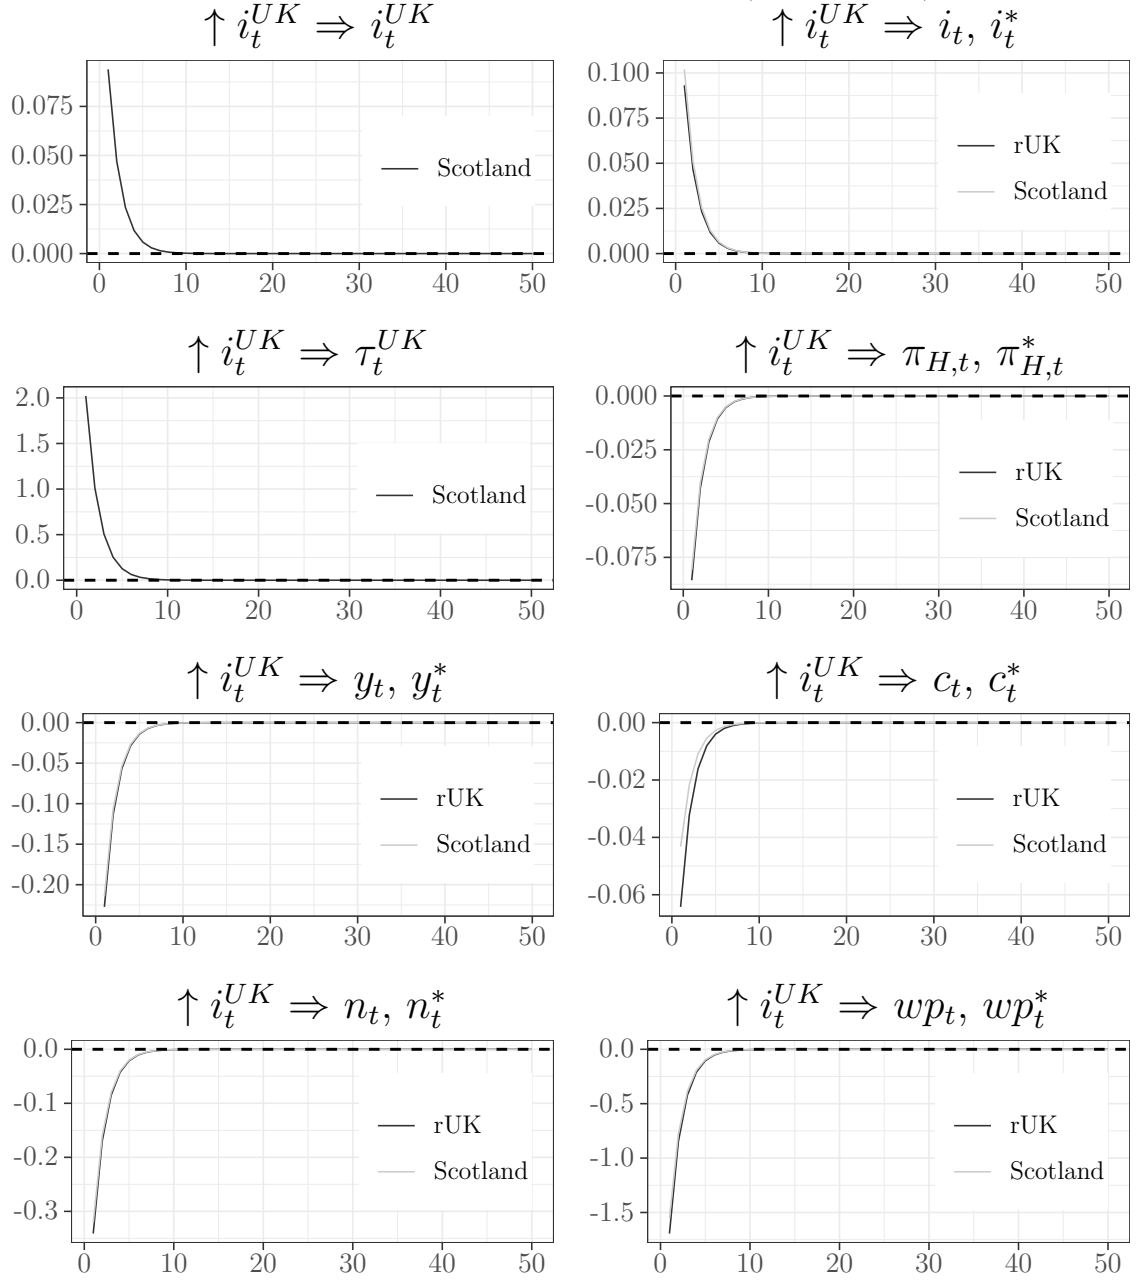 ↑ i_t^{UK} ⇒ i_t^{UK}
0.075
0.050
0.025
0.000
Scotland
0 10 20 30 40 50
↑ i_t^{UK} ⇒ i_t, i_t^*
0.100
0.075
0.050
0.025
0.000
rUK
Scotland
0 10 20 30 40 50
↑ i_t^{UK} ⇒ τ_t^{UK}
2.0
1.5
1.0
0.5
0.0
Scotland
0 10 20 30 40 50
↑ i_t^{UK} ⇒ π_{H,t}, π_{H,t}^*
0.000
-0.025
-0.050
-0.075
rUK
Scotland
0 10 20 30 40 50
↑ i_t^{UK} ⇒ y_t, y_t^*
0.00
-0.05
-0.10
-0.15
-0.20
rUK
Scotland
0 10 20 30 40 50
↑ i_t^{UK} ⇒ c_t, c_t^*
0.00
-0.02
-0.04
-0.06
rUK
Scotland
0 10 20 30 40 50
↑ i_t^{UK} ⇒ n_t, n_t^*
0.0
-0.1
-0.2
-0.3
rUK
Scotland
0 10 20 30 40 50
↑ i_t^{UK} ⇒ wp_t, wp_t^*
0.0
-0.5
-1.0
-1.5
rUK
Scotland
0 10 20 30 40 50